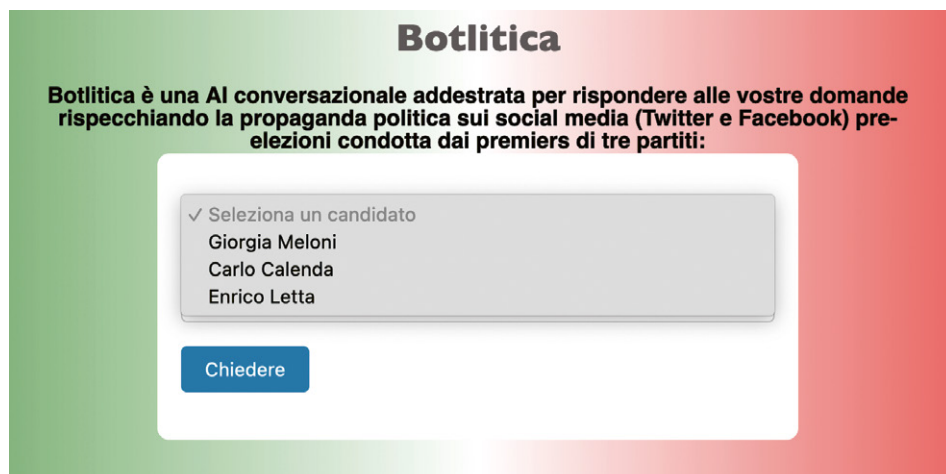 Botlitica
Botlitica è una AI conversazionale addestrata per rispondere alle vostre domande
rispecchiando la propaganda politica sui social media (Twitter e Facebook) pre-
elezioni condotta dai premiers di tre partiti:
✓ Seleziona un candidato
Giorgia Meloni
Carlo Calenda
Enrico Letta
Chiedere